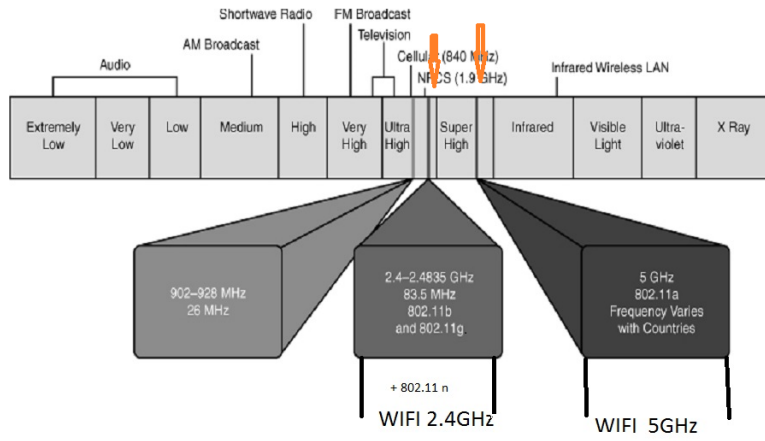 Shortwave Radio
FM Broadcast
Television
AM Broadcast
Cellular (840 MHz)
Audio
NPCS (1.9 GHz)
Infrared Wireless LAN
Extremely
Low
Very
Low
Low
Medium
High
Very
High
Ultra
High
Super
High
Infrared
Visible
Light
Ultra-
violet
X Ray
902–928 MHz
26 MHz
2.4–2.4835 GHz
83.5 MHz
802.11b
and 802.11g
5 GHz
802.11a
Frequency Varies
with Countries
+ 802.11 n
WIFI 2.4GHz
WIFI 5GHz